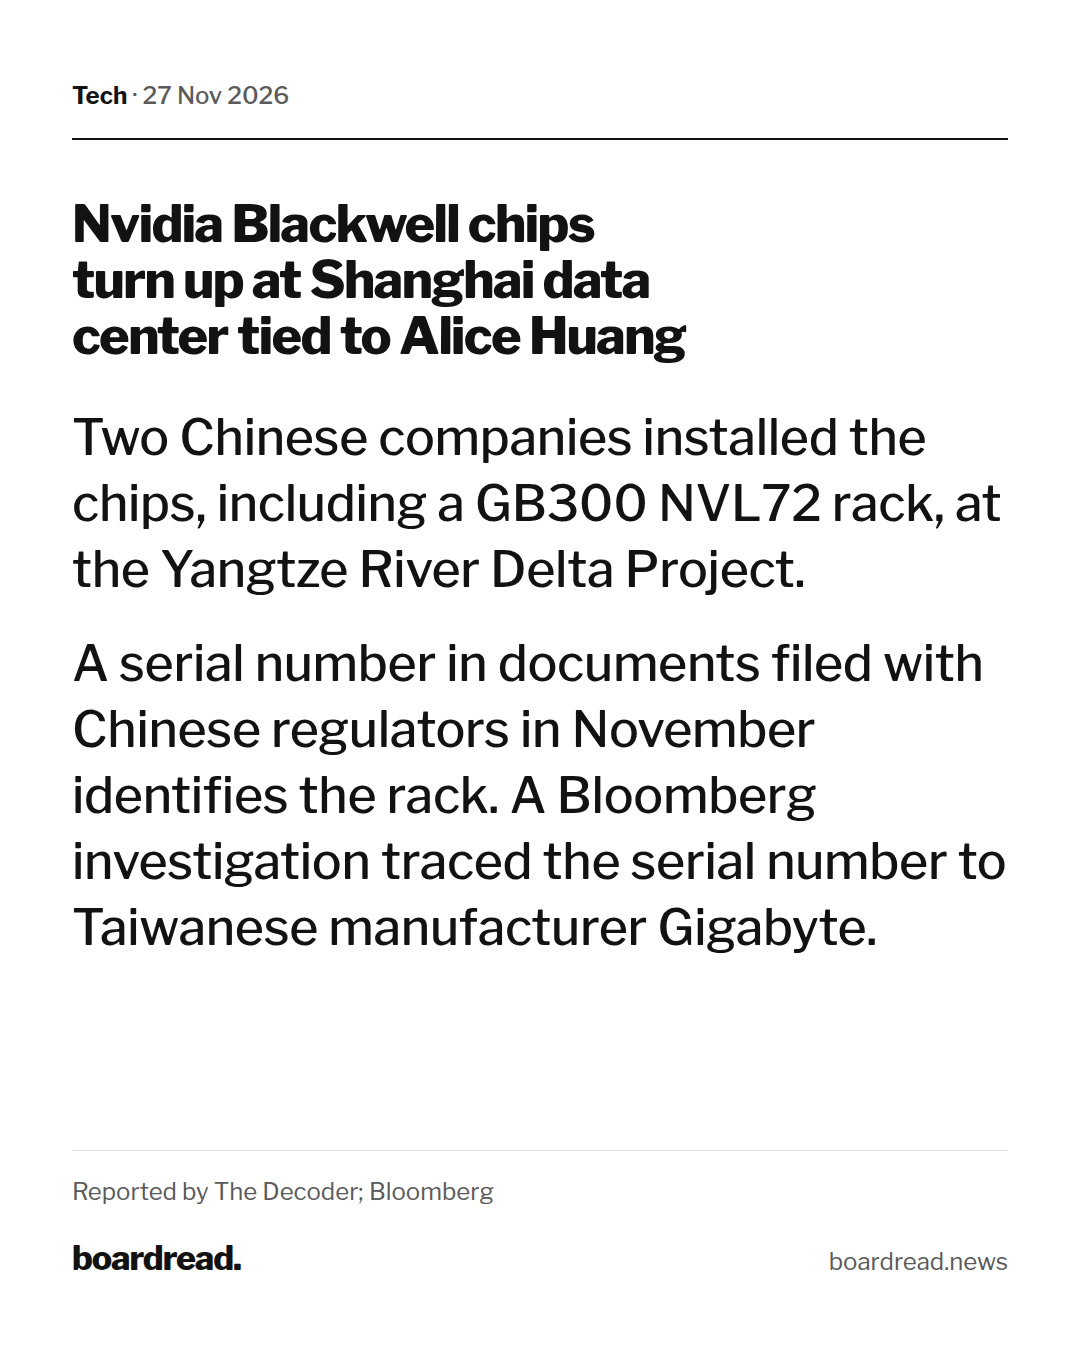 Tech · 27 Nov 2026
Nvidia Blackwell chips
turn up at Shanghai data
center tied to Alice Huang
Two Chinese companies installed the
chips, including a GB300 NVL72 rack, at
the Yangtze River Delta Project.
A serial number in documents filed with
Chinese regulators in November
identifies the rack. A Bloomberg
investigation traced the serial number to
Taiwanese manufacturer Gigabyte.
Reported by The Decoder; Bloomberg
boardread.
boardread.news